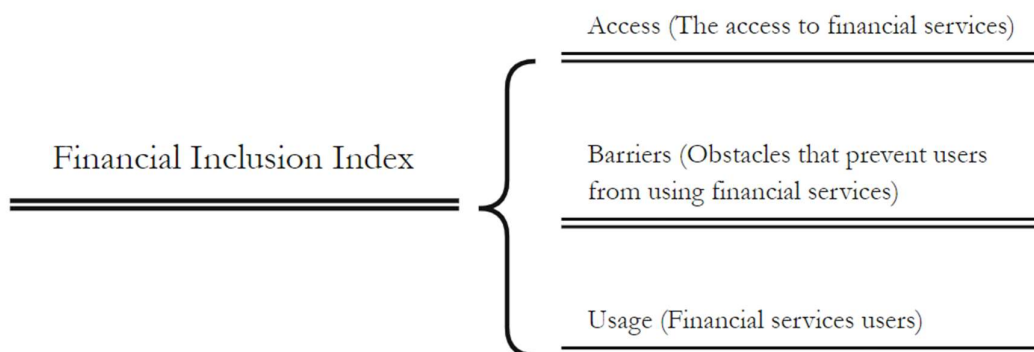 Access (The access to financial services)
Financial Inclusion Index
Barriers (Obstacles that prevent users
from using financial services)
Usage (Financial services users)